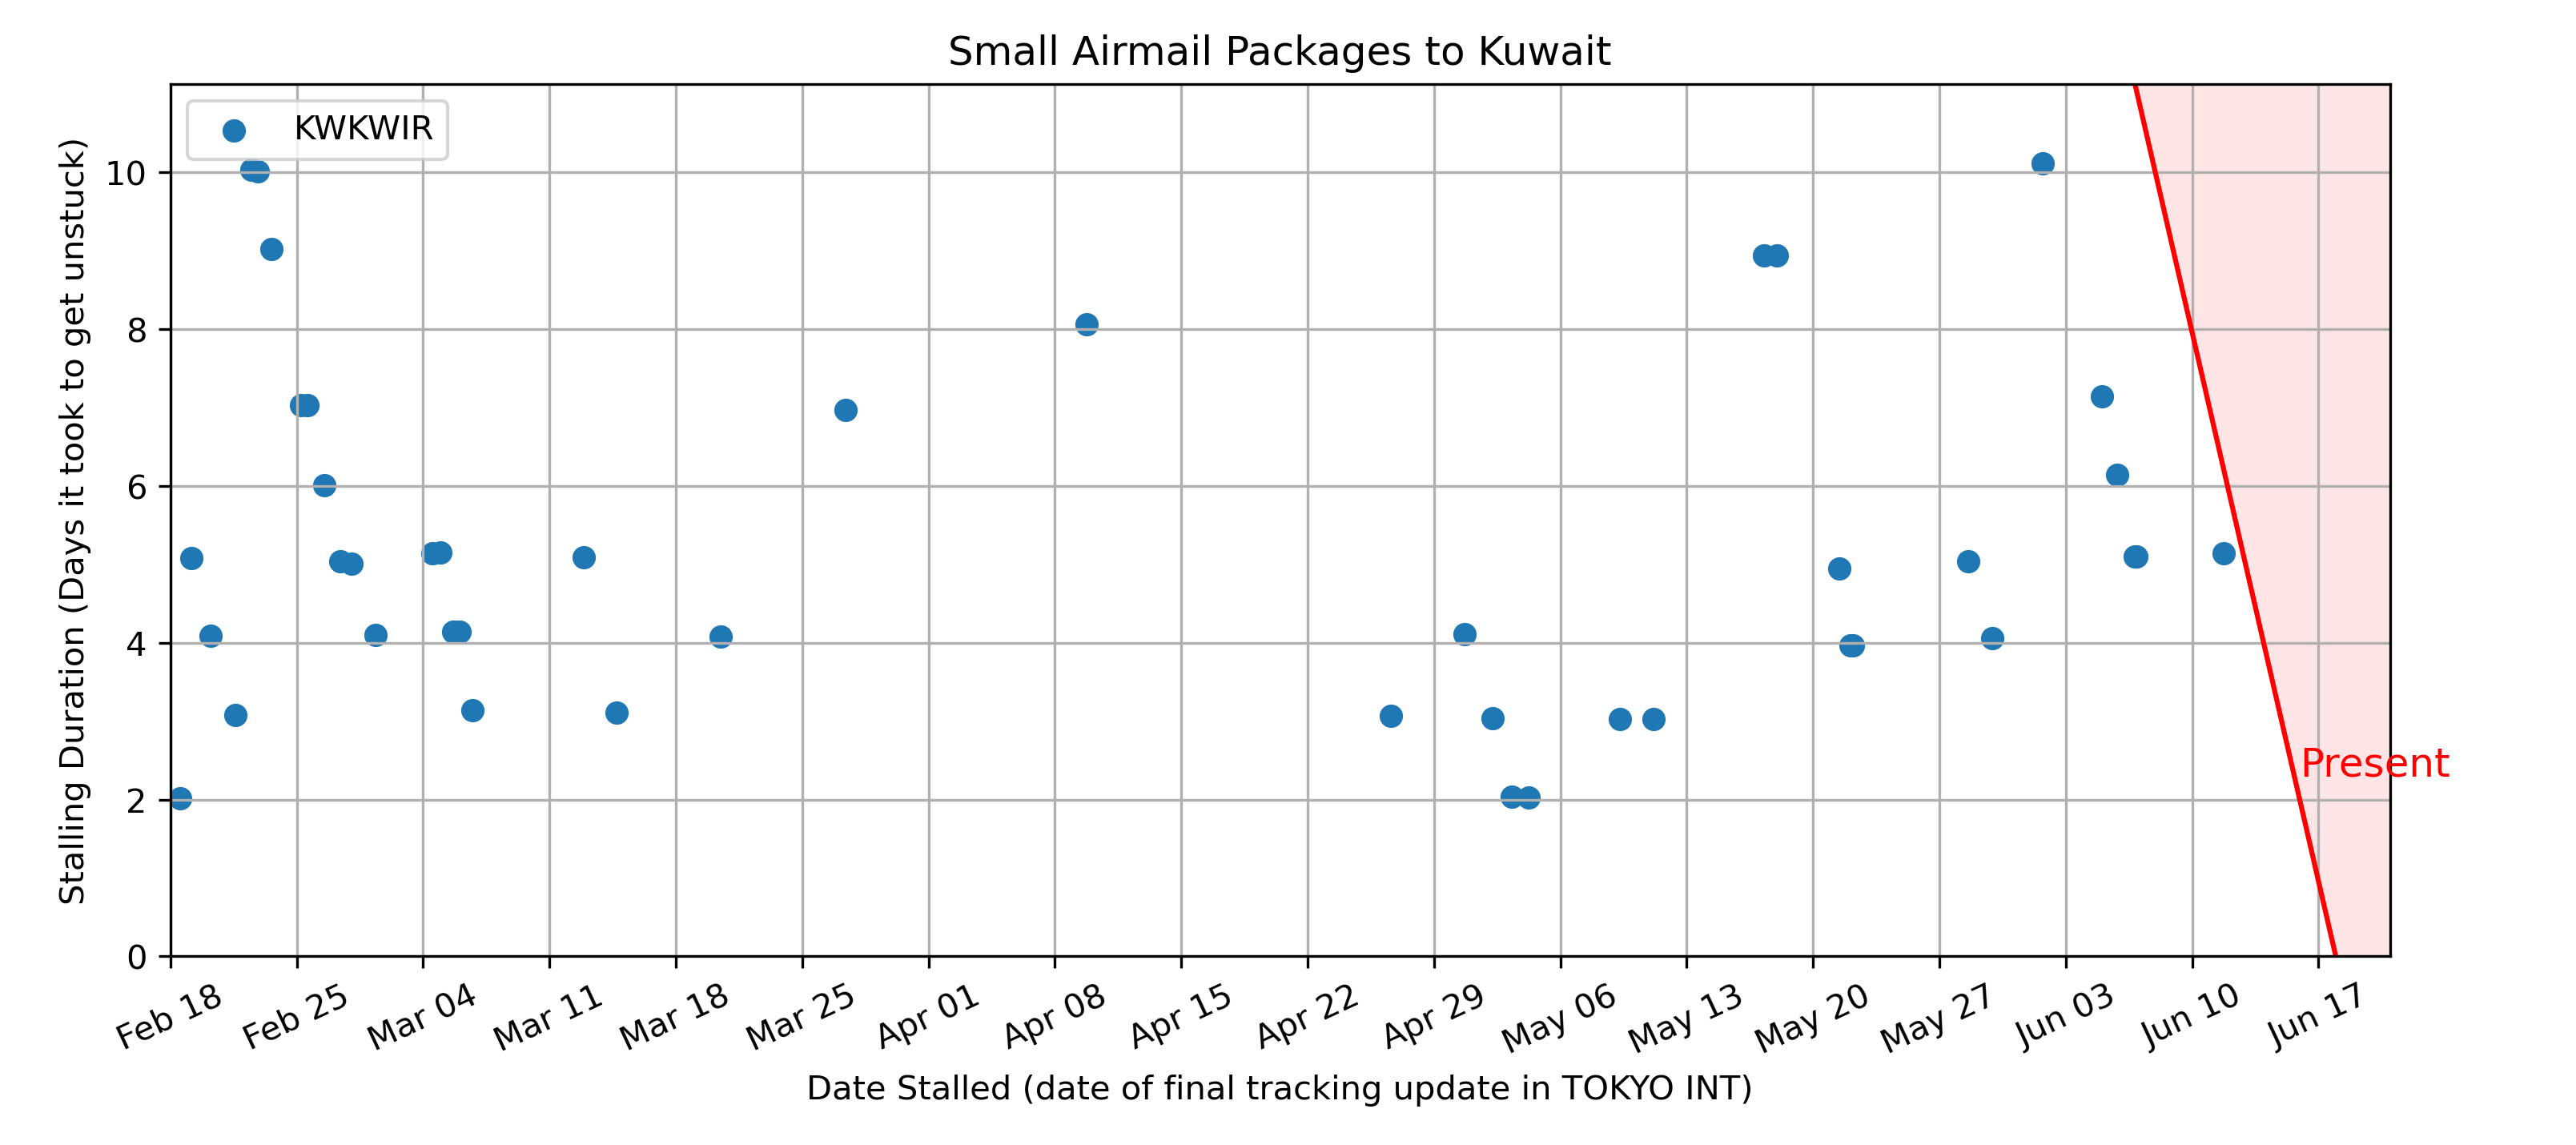 Small Airmail Packages to Kuwait
KWKWIR
Stalling Duration (Days it took to get unstuck)
10
8
6
4
2
0
Present
Feb 18
Feb 25
Mar 04
Mar 11
Mar 18
Mar 25
Apr 01
Apr 08
Apr 15
Apr 22
Apr 29
May 06
May 13
May 20
May 27
Jun 03
Jun 10
Jun 17
Date Stalled (date of final tracking update in TOKYO INT)